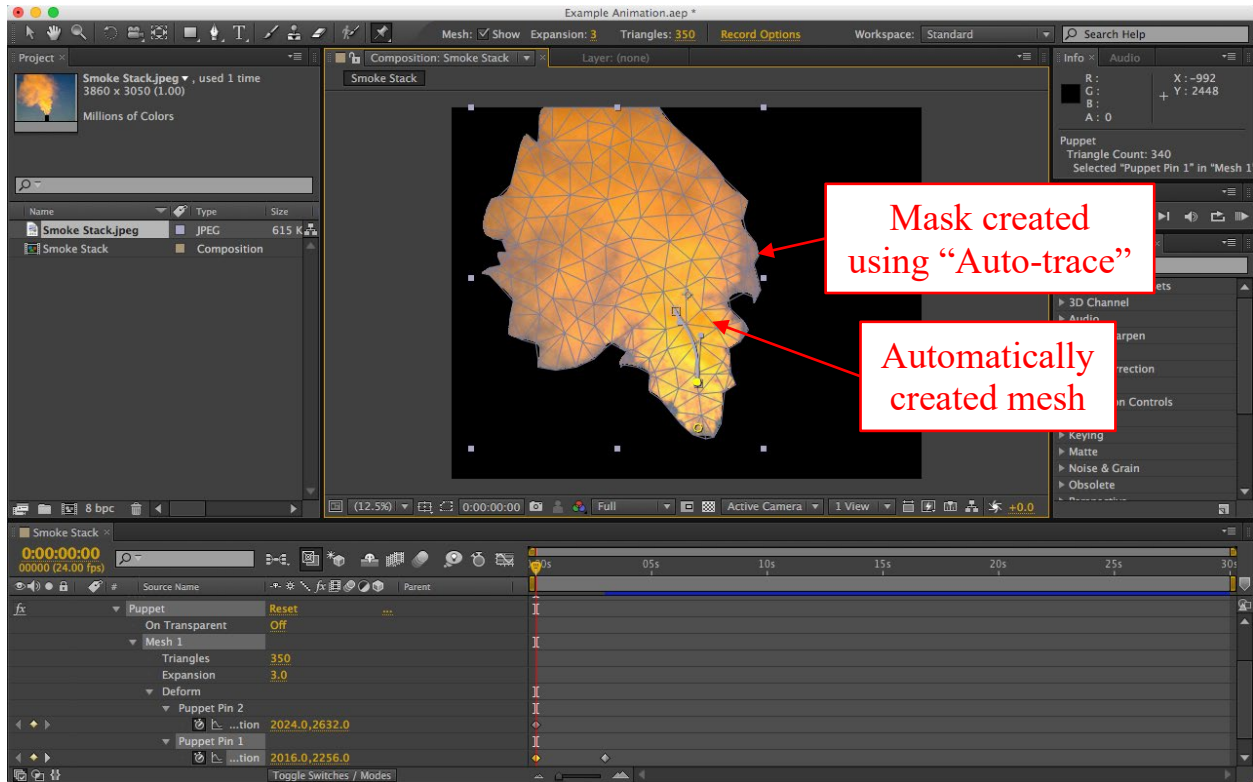 Example Animation.aep *
Mesh: Show Expansion: 3 Triangles: 350 Record Options Workspace: Standard Search Help
Project
Smoke Stack.jpeg , used 1 time
3860 x 3050 (1.00)
Millions of Colors
Name Type Size
Smoke Stack.jpeg JPEG 615 K
Smoke Stack Composition
8 bpc
Composition: Smoke Stack Layer: (none)
Smoke Stack
(12.5%) 0:00:00:00 Full Active Camera 1 View +0.0
Info Audio
R : X : -992
G : + Y : 2448
B :
A : 0
Puppet
Triangle Count: 340
Selected "Puppet Pin 1" in "Mesh 1"
Mask created
using “Auto-trace”
Automatically
created mesh
ets
3D Channel
Audio
arpen
rrection
n Controls
Keying
Matte
Noise & Grain
Obsolete
Smoke Stack
0:00:00:00
00000 (24.00 fps)
05s 10s 15s 20s 25s 30s
# Source Name Parent
fx Puppet Reset ...
On Transparent Off
Mesh 1
Triangles 350
Expansion 3.0
Deform
Puppet Pin 2
...tion 2024.0,2632.0
Puppet Pin 1
...tion 2016.0,2256.0
Toggle Switches / Modes